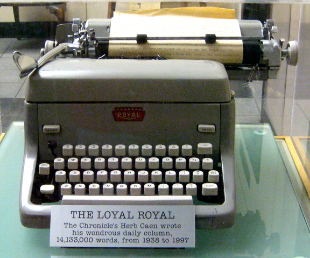 ROYAL
THE LOYAL ROYAL
The Chronicle's Herb Caen wrote
his wondrous daily column,
14,133,000 words, from 1938 to 1997